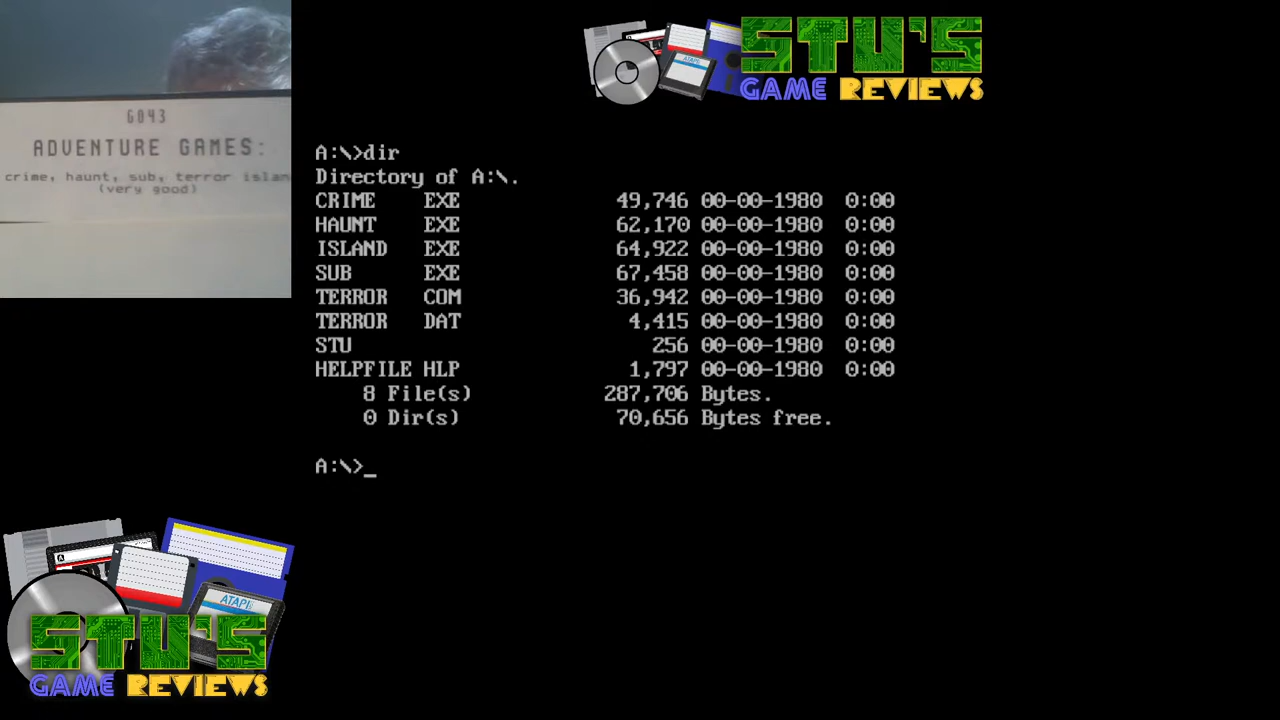 6043
ADVENTURE GAMES:
crime, haunt, sub, terror islan
(very good)
STU'S
GAME REVIEWS
A:\>dir
Directory of A:\.
CRIME    EXE    49,746 00-00-1980  0:00
HAUNT    EXE    62,170 00-00-1980  0:00
ISLAND   EXE    64,922 00-00-1980  0:00
SUB      EXE    67,458 00-00-1980  0:00
TERROR   COM    36,942 00-00-1980  0:00
TERROR   DAT    4,415 00-00-1980  0:00
STU    256 00-00-1980  0:00
HELPFILE HLP    1,797 00-00-1980  0:00
8 File(s)    287,706 Bytes.
0 Dir(s)    70,656 Bytes free.
A:\>_
A
ATAPI
STU'S
GAME REVIEWS